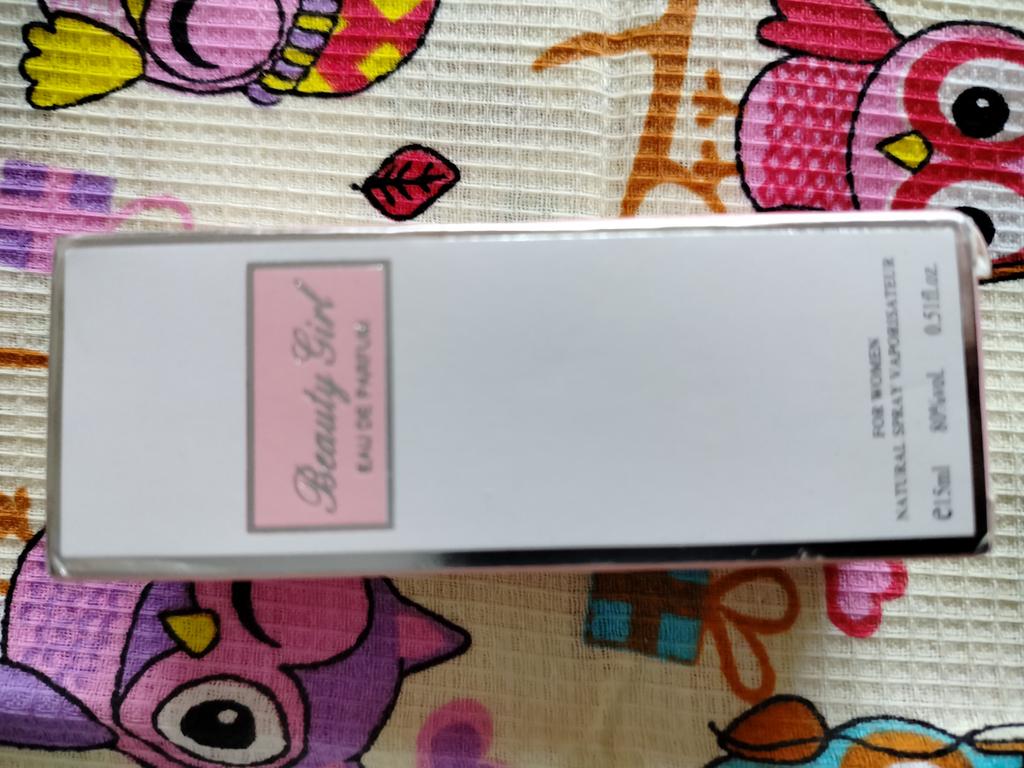 Beauty Girl
EAU DE PARFUM
FOR WOMEN
NATURAL SPRAY VAPORISATEUR
℮15ml 80%vol. 0.51fl.oz.